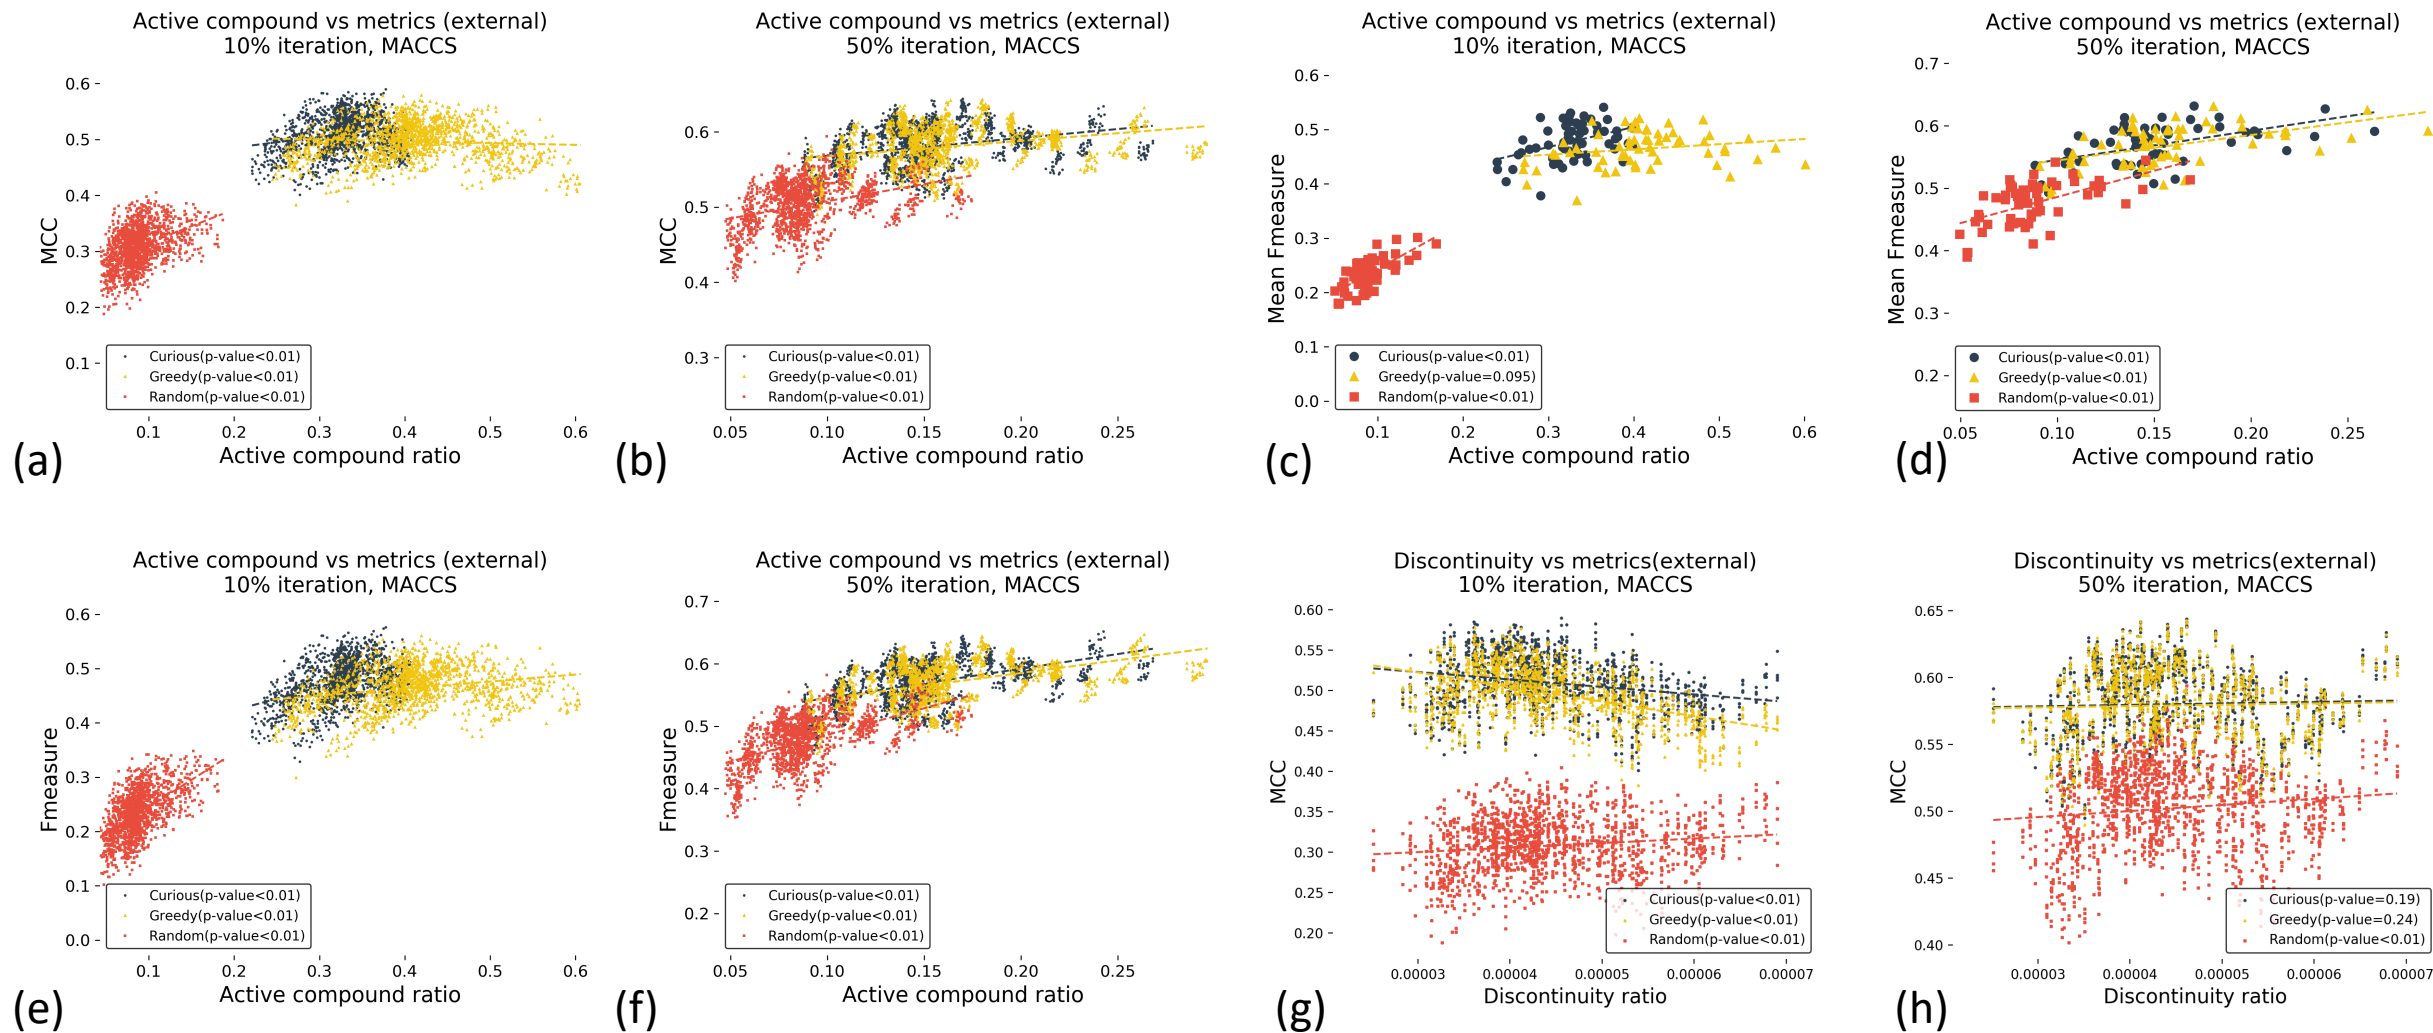 Active compound vs metrics (external)
10% iteration, MACCS
MCC
0.6
0.5
0.4
0.3
0.2
0.1
Curious(p-value<0.01)
Greedy(p-value<0.01)
Random(p-value<0.01)
0.1 0.2 0.3 0.4 0.5 0.6
Active compound ratio
(a)
Active compound vs metrics (external)
50% iteration, MACCS
MCC
0.6
0.5
0.4
0.3
Curious(p-value<0.01)
Greedy(p-value<0.01)
Random(p-value<0.01)
0.05 0.10 0.15 0.20 0.25
Active compound ratio
(b)
Active compound vs metrics (external)
10% iteration, MACCS
Mean Fmeasure
0.6
0.5
0.4
0.3
0.2
0.1
0.0
Curious(p-value<0.01)
Greedy(p-value=0.095)
Random(p-value<0.01)
0.1 0.2 0.3 0.4 0.5 0.6
Active compound ratio
(c)
Active compound vs metrics (external)
50% iteration, MACCS
Mean Fmeasure
0.7
0.6
0.5
0.4
0.3
0.2
Curious(p-value<0.01)
Greedy(p-value<0.01)
Random(p-value<0.01)
0.05 0.10 0.15 0.20 0.25
Active compound ratio
(d)
Active compound vs metrics (external)
10% iteration, MACCS
Fmeasure
0.6
0.5
0.4
0.3
0.2
0.1
0.0
Curious(p-value<0.01)
Greedy(p-value<0.01)
Random(p-value<0.01)
0.1 0.2 0.3 0.4 0.5 0.6
Active compound ratio
(e)
Active compound vs metrics (external)
50% iteration, MACCS
Fmeasure
0.7
0.6
0.5
0.4
0.3
0.2
Curious(p-value<0.01)
Greedy(p-value<0.01)
Random(p-value<0.01)
0.05 0.10 0.15 0.20 0.25
Active compound ratio
(f)
Discontinuity vs metrics(external)
10% iteration, MACCS
MCC
0.60
0.55
0.50
0.45
0.40
0.35
0.30
0.25
0.20
Curious(p-value<0.01)
Greedy(p-value<0.01)
Random(p-value<0.01)
0.00003 0.00004 0.00005 0.00006 0.00007
Discontinuity ratio
(g)
Discontinuity vs metrics(external)
50% iteration, MACCS
MCC
0.65
0.60
0.55
0.50
0.45
0.40
Curious(p-value=0.19)
Greedy(p-value=0.24)
Random(p-value<0.01)
0.00003 0.00004 0.00005 0.00006 0.00007
Discontinuity ratio
(h)